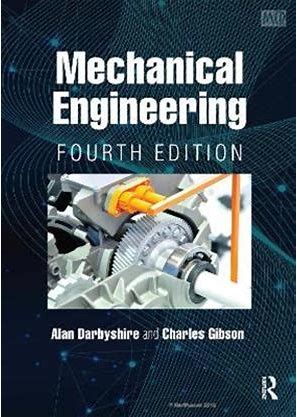 Mechanical
Engineering
FOURTH EDITION
Alan Darbyshire and Charles Gibson
R